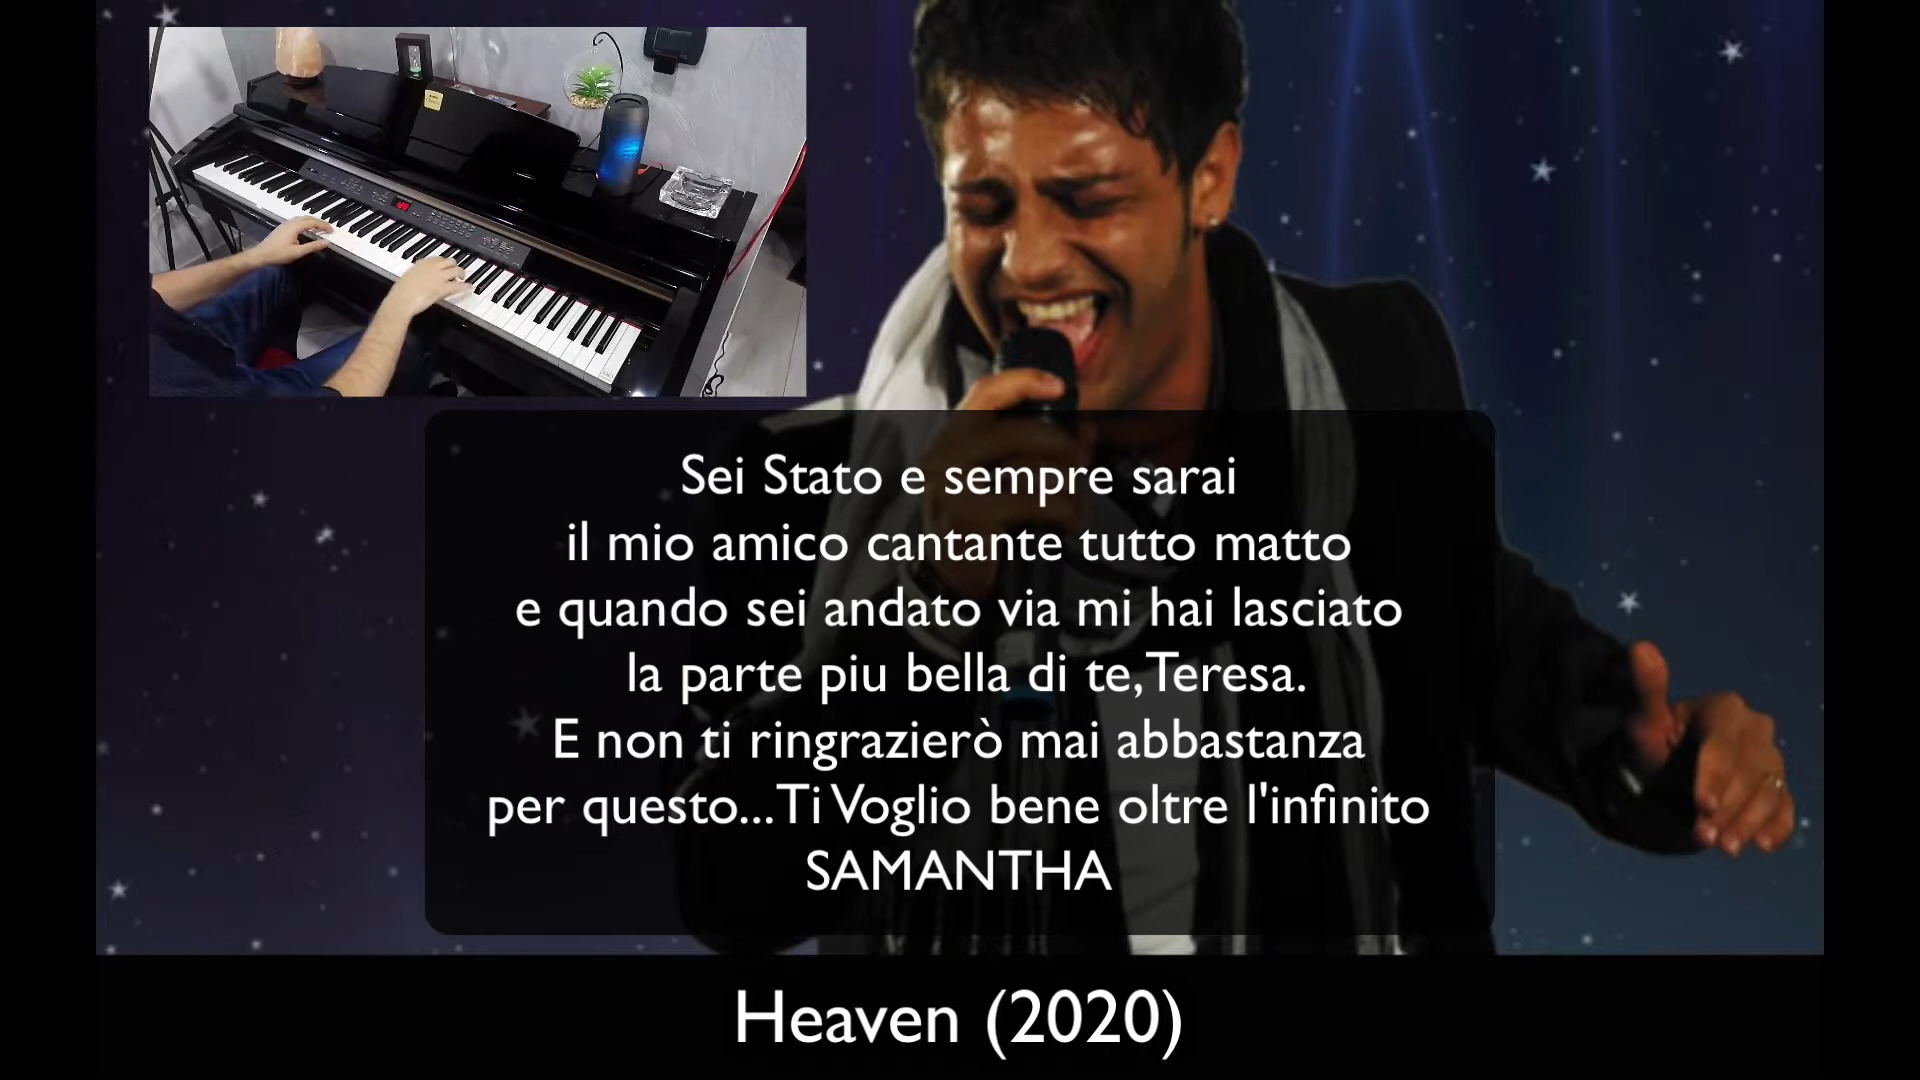 Sei Stato e sempre sarai
il mio amico cantante tutto matto
e quando sei andato via mi hai lasciato
la parte piu bella di te, Teresa.
E non ti ringrazierò mai abbastanza
per questo...Ti Voglio bene oltre l'infinito
SAMANTHA
Heaven (2020)